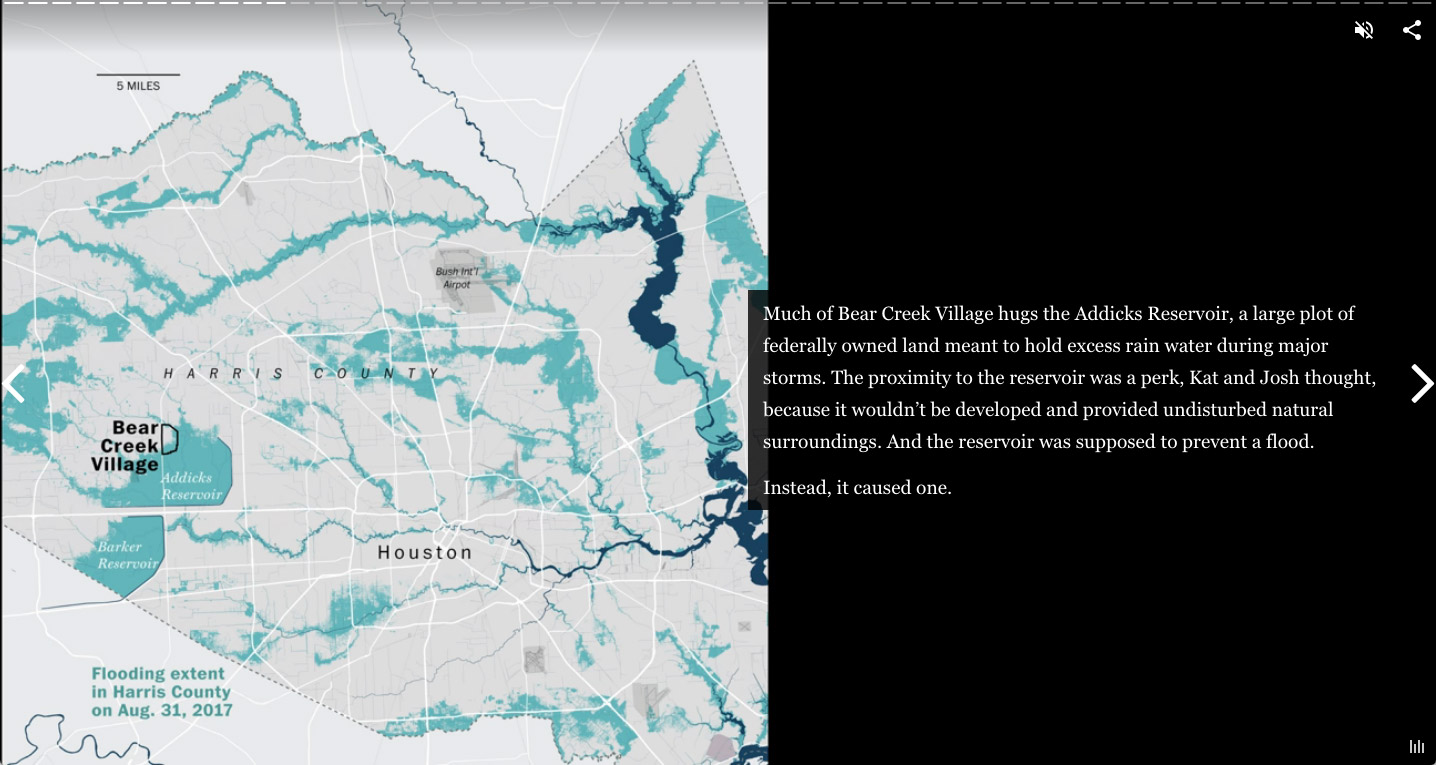 5 MILES
Bush Int'l
Airpot
HARRIS COUNTY
Bear
Creek
Village
Addicks
Reservoir
Barker
Reservoir
Houston
Flooding extent
in Harris County
on Aug. 31, 2017
Much of Bear Creek Village hugs the Addicks Reservoir, a large plot of
federally owned land meant to hold excess rain water during major
storms. The proximity to the reservoir was a perk, Kat and Josh thought,
because it wouldn’t be developed and provided undisturbed natural
surroundings. And the reservoir was supposed to prevent a flood.
Instead, it caused one.